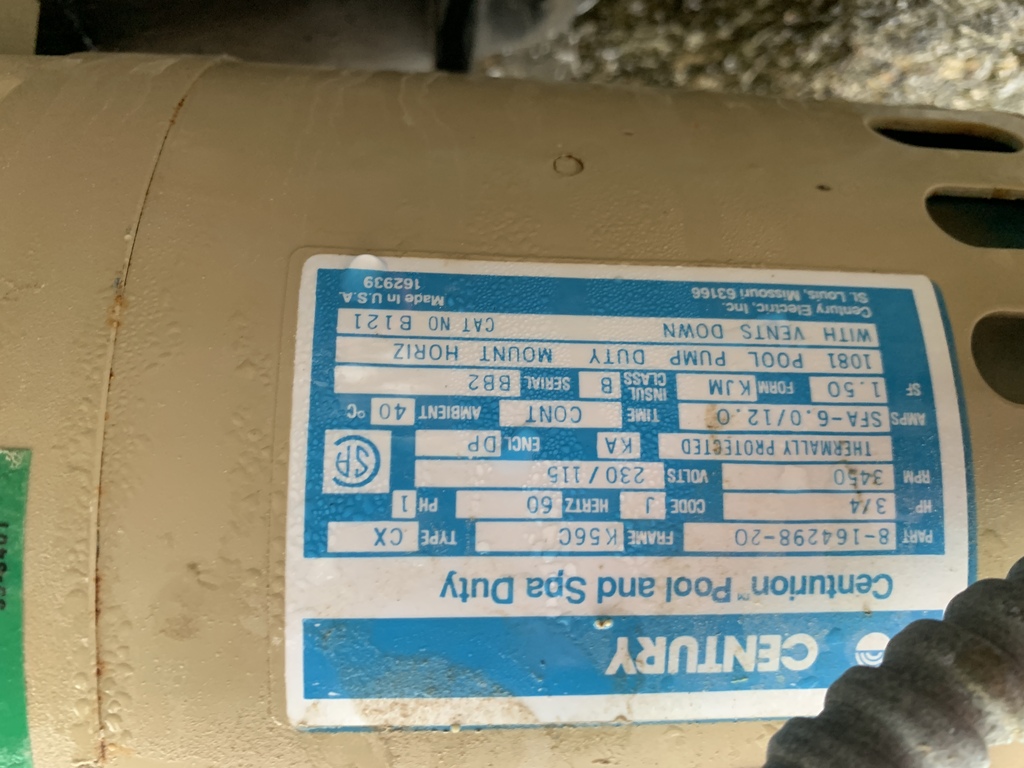 CENTURY
Centurion™ Pool and Spa Duty
PART 8-164298-20 FRAME K56C TYPE CX
HP 3/4 CODE J HERTZ 60 PH 1
RPM 3450 VOLTS 230/115
THERMALLY PROTECTED KA ENCL DP
SA
AMPS SFA-6.0/12.0 TIME CONT AMBIENT 40 °C
SF 1.50 FORM KJM INSUL CLASS B SERIAL BB2
1081 POOL PUMP DUTY MOUNT HORIZ
WITH VENTS DOWN CAT NO B121
Century Electric, Inc.
St. Louis, Missouri 63166
Made In U.S.A.
162939